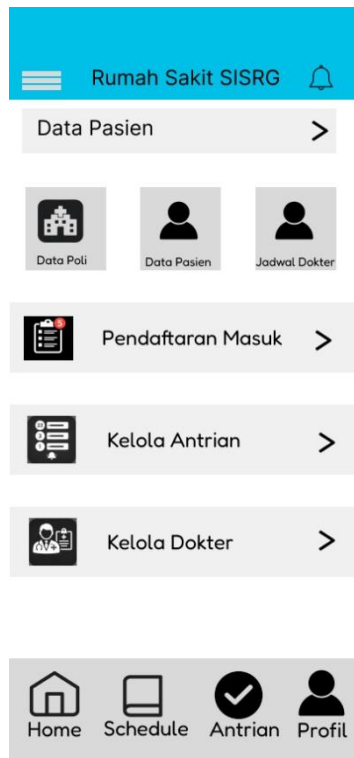 Rumah Sakit SISRG
Data Pasien
Data Poli
Data Pasien
Jadwal Dokter
Pendaftaran Masuk
Kelola Antrian
Kelola Dokter
Home
Schedule
Antrian
Profil